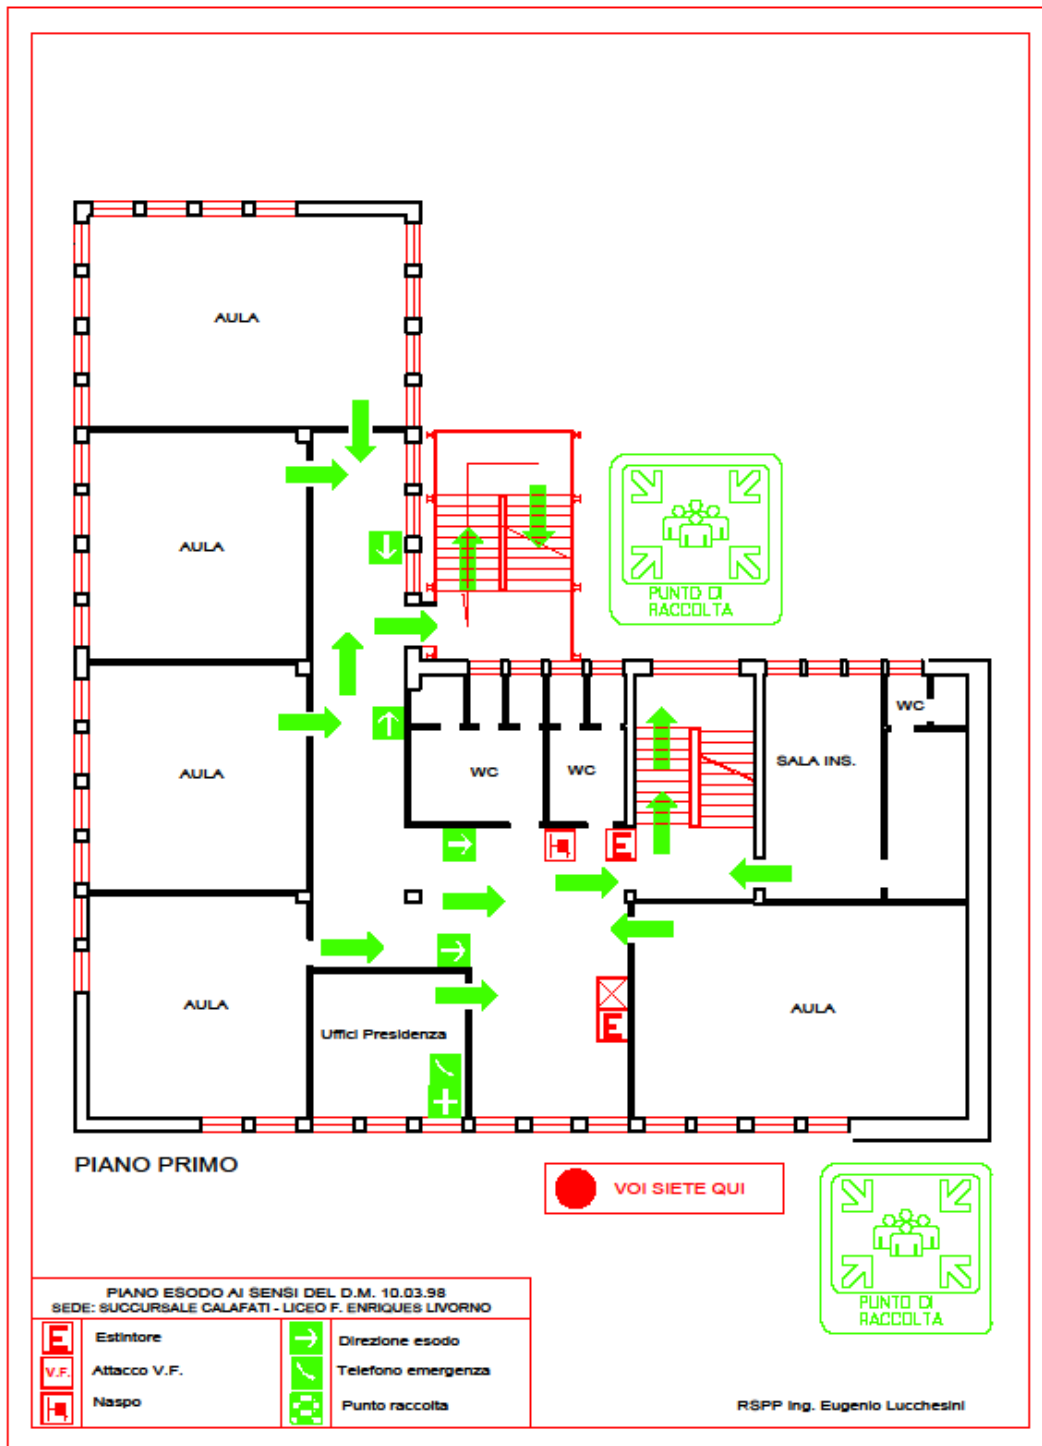 AULA
AULA
PUNTO DI
RACCOLTA
WC
SALA INS.
WC
WC
AULA
E
AULA
AULA
Uffici Presidenza
E
PIANO PRIMO
VOI SIETE QUI
PUNTO DI
RACCOLTA
PIANO ESODO AI SENSI DEL D.M. 10.03.98
SEDE: SUCCURSALE CALAFATI - LICEO F. ENRIQUES LIVORNO
E Estintore
Direzione esodo
V.F. Attacco V.F.
Telefono emergenza
Naspo
Punto raccolta
RSPP Ing. Eugenio Lucchesini